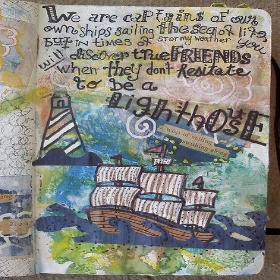 We are captains of our
own ships sailing the sea of life,
BUT in times of stormy weather you
will discover true FRIENDS
when they don't hesitate
to be a
lighthouSE